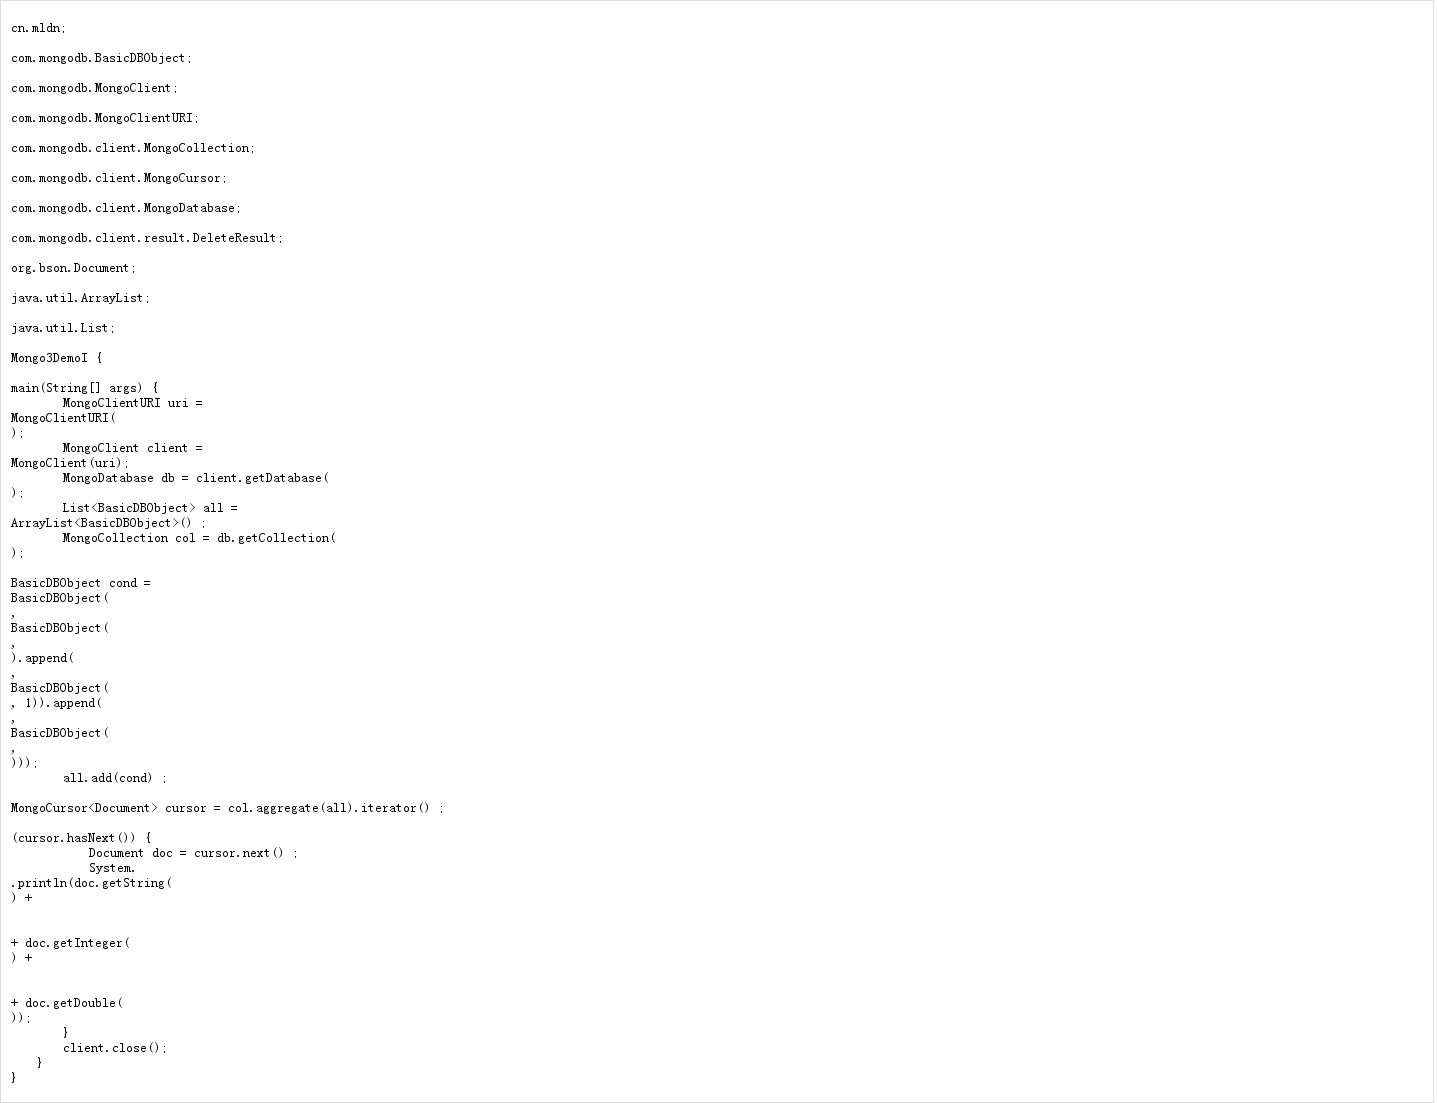 cn.mldn;
com.mongodb.BasicDBObject;
com.mongodb.MongoClient;
com.mongodb.MongoClientURI;
com.mongodb.client.MongoCollection;
com.mongodb.client.MongoCursor;
com.mongodb.client.MongoDatabase;
com.mongodb.client.result.DeleteResult;
org.bson.Document;
java.util.ArrayList;
java.util.List;
Mongo3DemoI {
main(String[] args) {
MongoClientURI uri =
MongoClientURI(
);
MongoClient client =
MongoClient(uri);
MongoDatabase db = client.getDatabase(
);
List<BasicDBObject> all =
ArrayList<BasicDBObject>() ;
MongoCollection col = db.getCollection(
);
BasicDBObject cond =
BasicDBObject(
,
BasicDBObject(
,
).append(
,
BasicDBObject(
, 1)).append(
,
BasicDBObject(
,
)));
all.add(cond) ;
MongoCursor<Document> cursor = col.aggregate(all).iterator() ;
(cursor.hasNext()) {
Document doc = cursor.next() ;
System.
.println(doc.getString(
) +
+ doc.getInteger(
) +
+ doc.getDouble(
));
}
client.close();
}
}